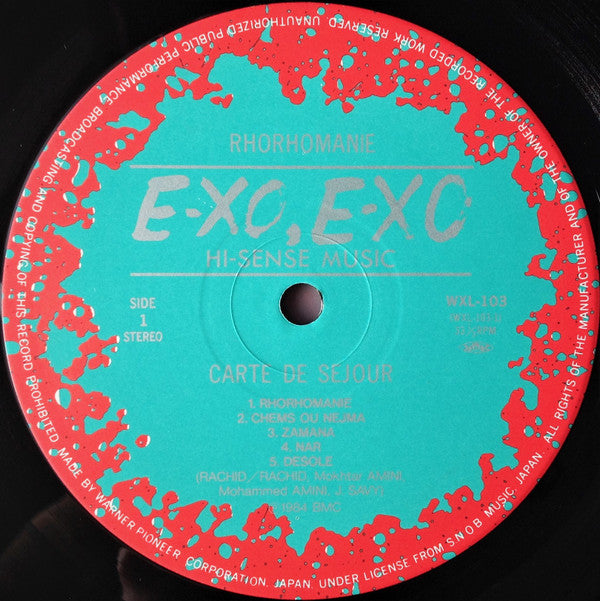 RHORHOMANIE
E-XO, E-XO
HI-SENSE MUSIC
SIDE
1
STEREO
WXL-103
CARTE DE SEJOUR
1. RHORHOMANIE
2. CHEMS OU NEJMA
3. ZAMANA
4. NAR
5. DESOLE
(RACHID/RACHID, Mokhtar AMINI,
Mohammed AMINI, J. SAVY)
℗1984 BMC
ALL RIGHTS OF THE MANUFACTURER AND OF THE OWNER OF THE RECORDED WORK RESERVED. UNAUTHORIZED PUBLIC PERFORMANCE, BROADCASTING AND COPYING OF THIS RECORD PROHIBITED. MADE BY WARNER-PIONEER CORPORATION, JAPAN. UNDER LICENSE FROM S.N.O.B. MUSIC, JAPAN.